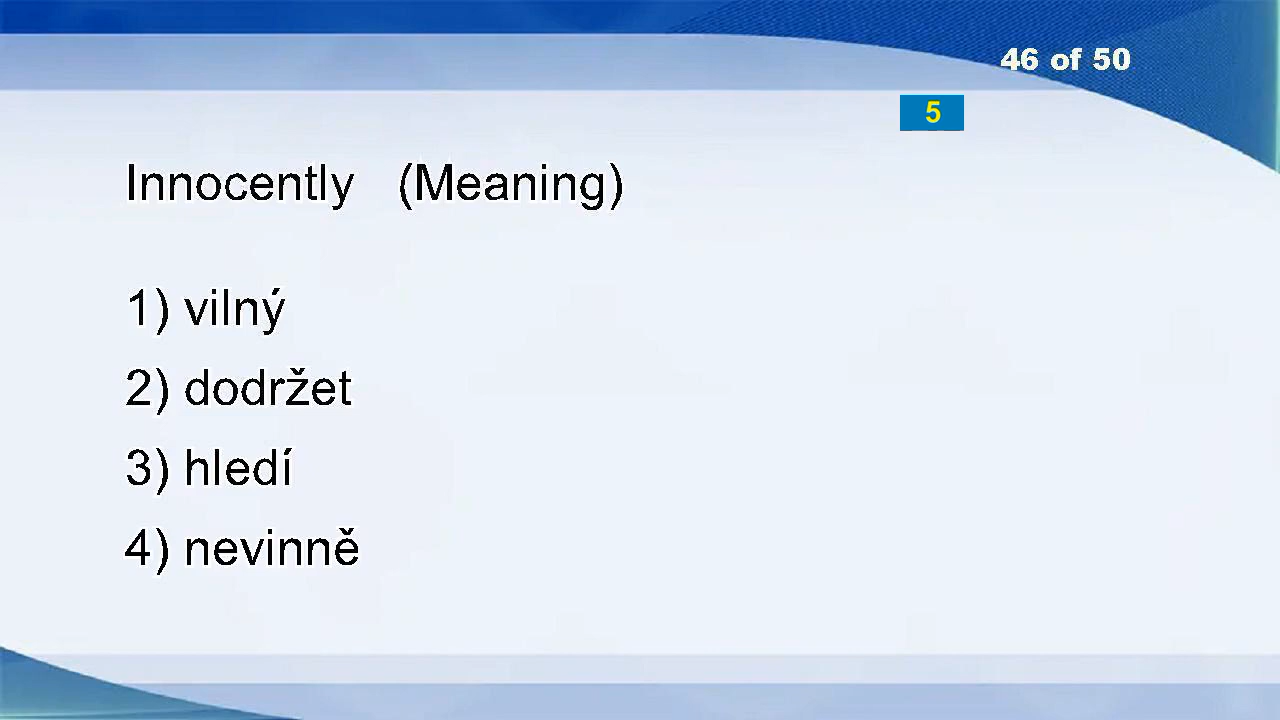 46 of 50
5
Innocently (Meaning)
1) vilný
2) dodržet
3) hledí
4) nevinně